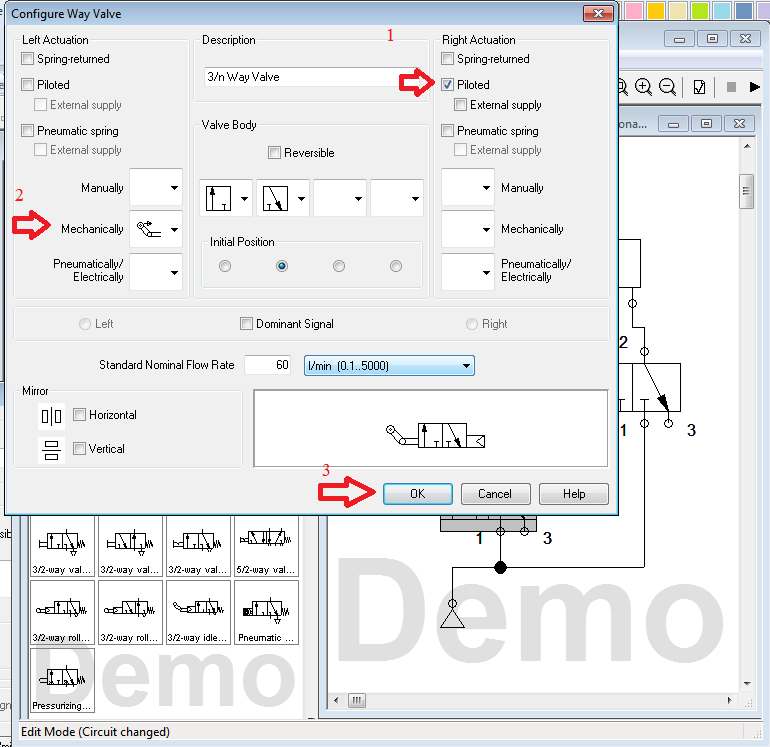 Configure Way Valve
Left Actuation
Description
1
Right Actuation
Spring-returned
Spring-returned
Piloted
3/n Way Valve
Piloted
External supply
External supply
Pneumatic spring
Valve Body
Pneumatic spring
External supply
Reversible
External supply
2
Manually
Manually
Mechanically
Mechanically
Pneumatically/
Electrically
Initial Position
Pneumatically/
Electrically
Left
Dominant Signal
Right
Standard Nominal Flow Rate
60
l/min (0.1..5000)
Mirror
Horizontal
Vertical
3
OK
Cancel
Help
ona...
2
1
3
1
3
3/2-way val...
3/2-way val...
3/2-way val...
5/2-way val...
3/2-way roll...
3/2-way roll...
3/2-way idle...
Pneumatic ...
Pressurizing...
Demo
Demo
Edit Mode (Circuit changed)